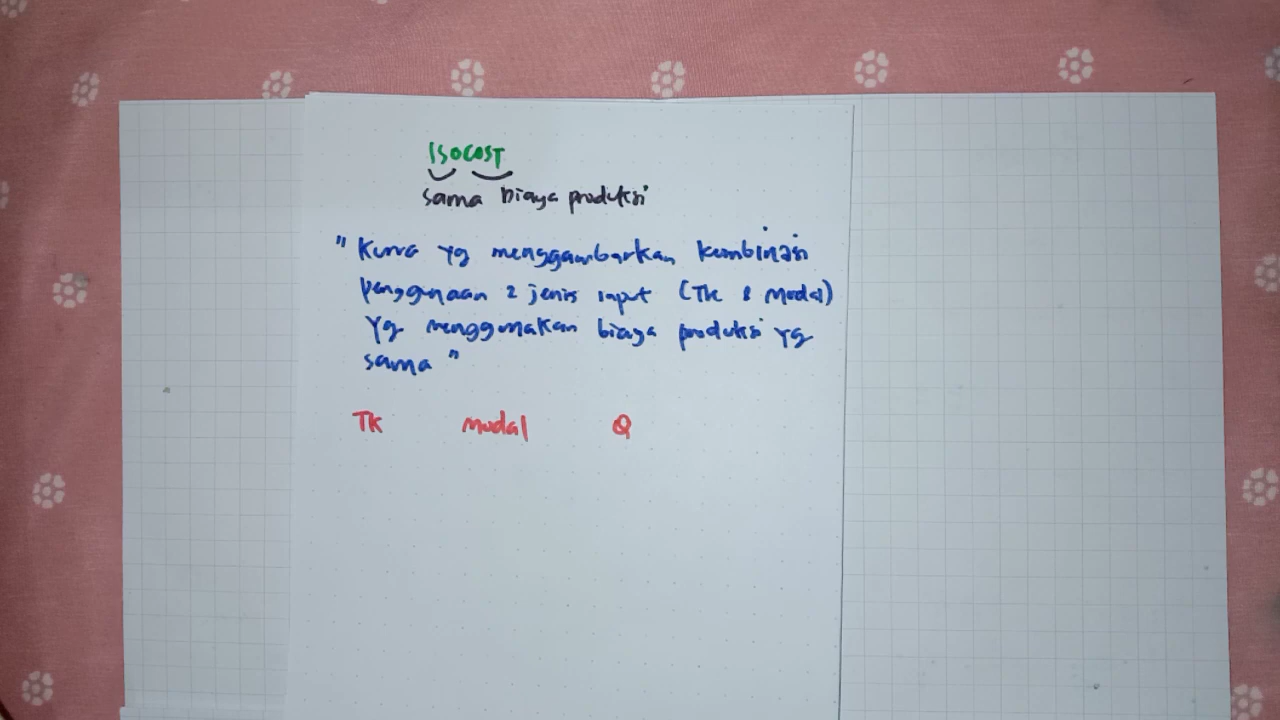 ISOCOST
sama biaya produksi
" Kurva yg menggambarkan kombinasi
penggunaan 2 jenis input (Tk & Modal)
Yg menggunakan biaya produksi yg
sama "
Tk modal Q